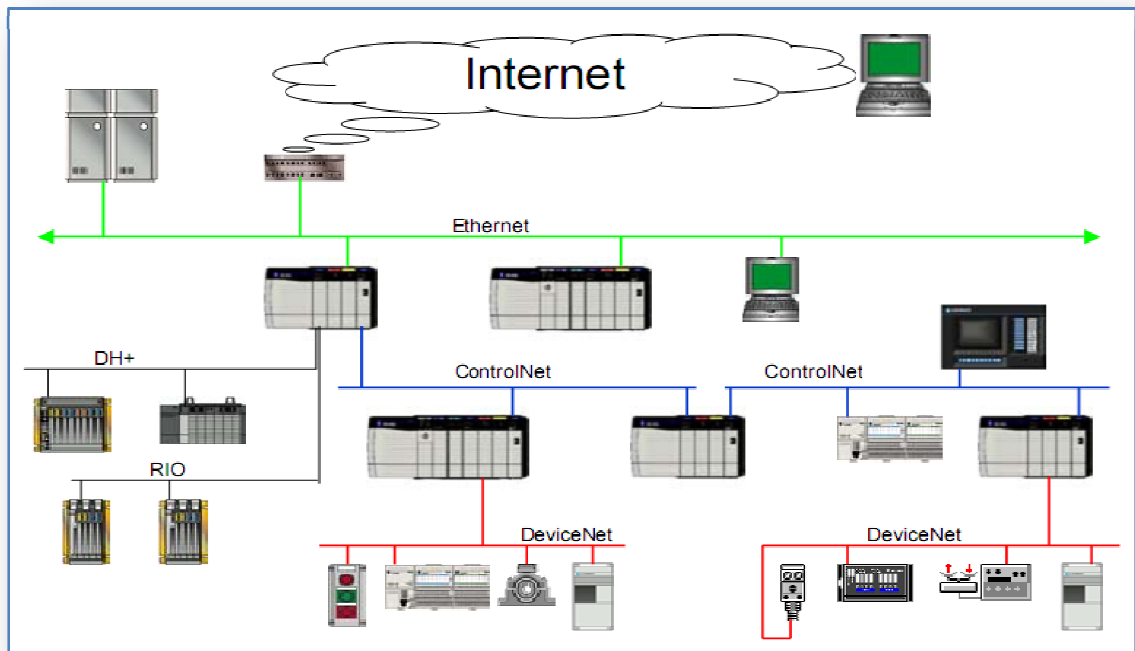 Internet
Ethernet
DH+
ControlNet
ControlNet
RIO
DeviceNet
DeviceNet